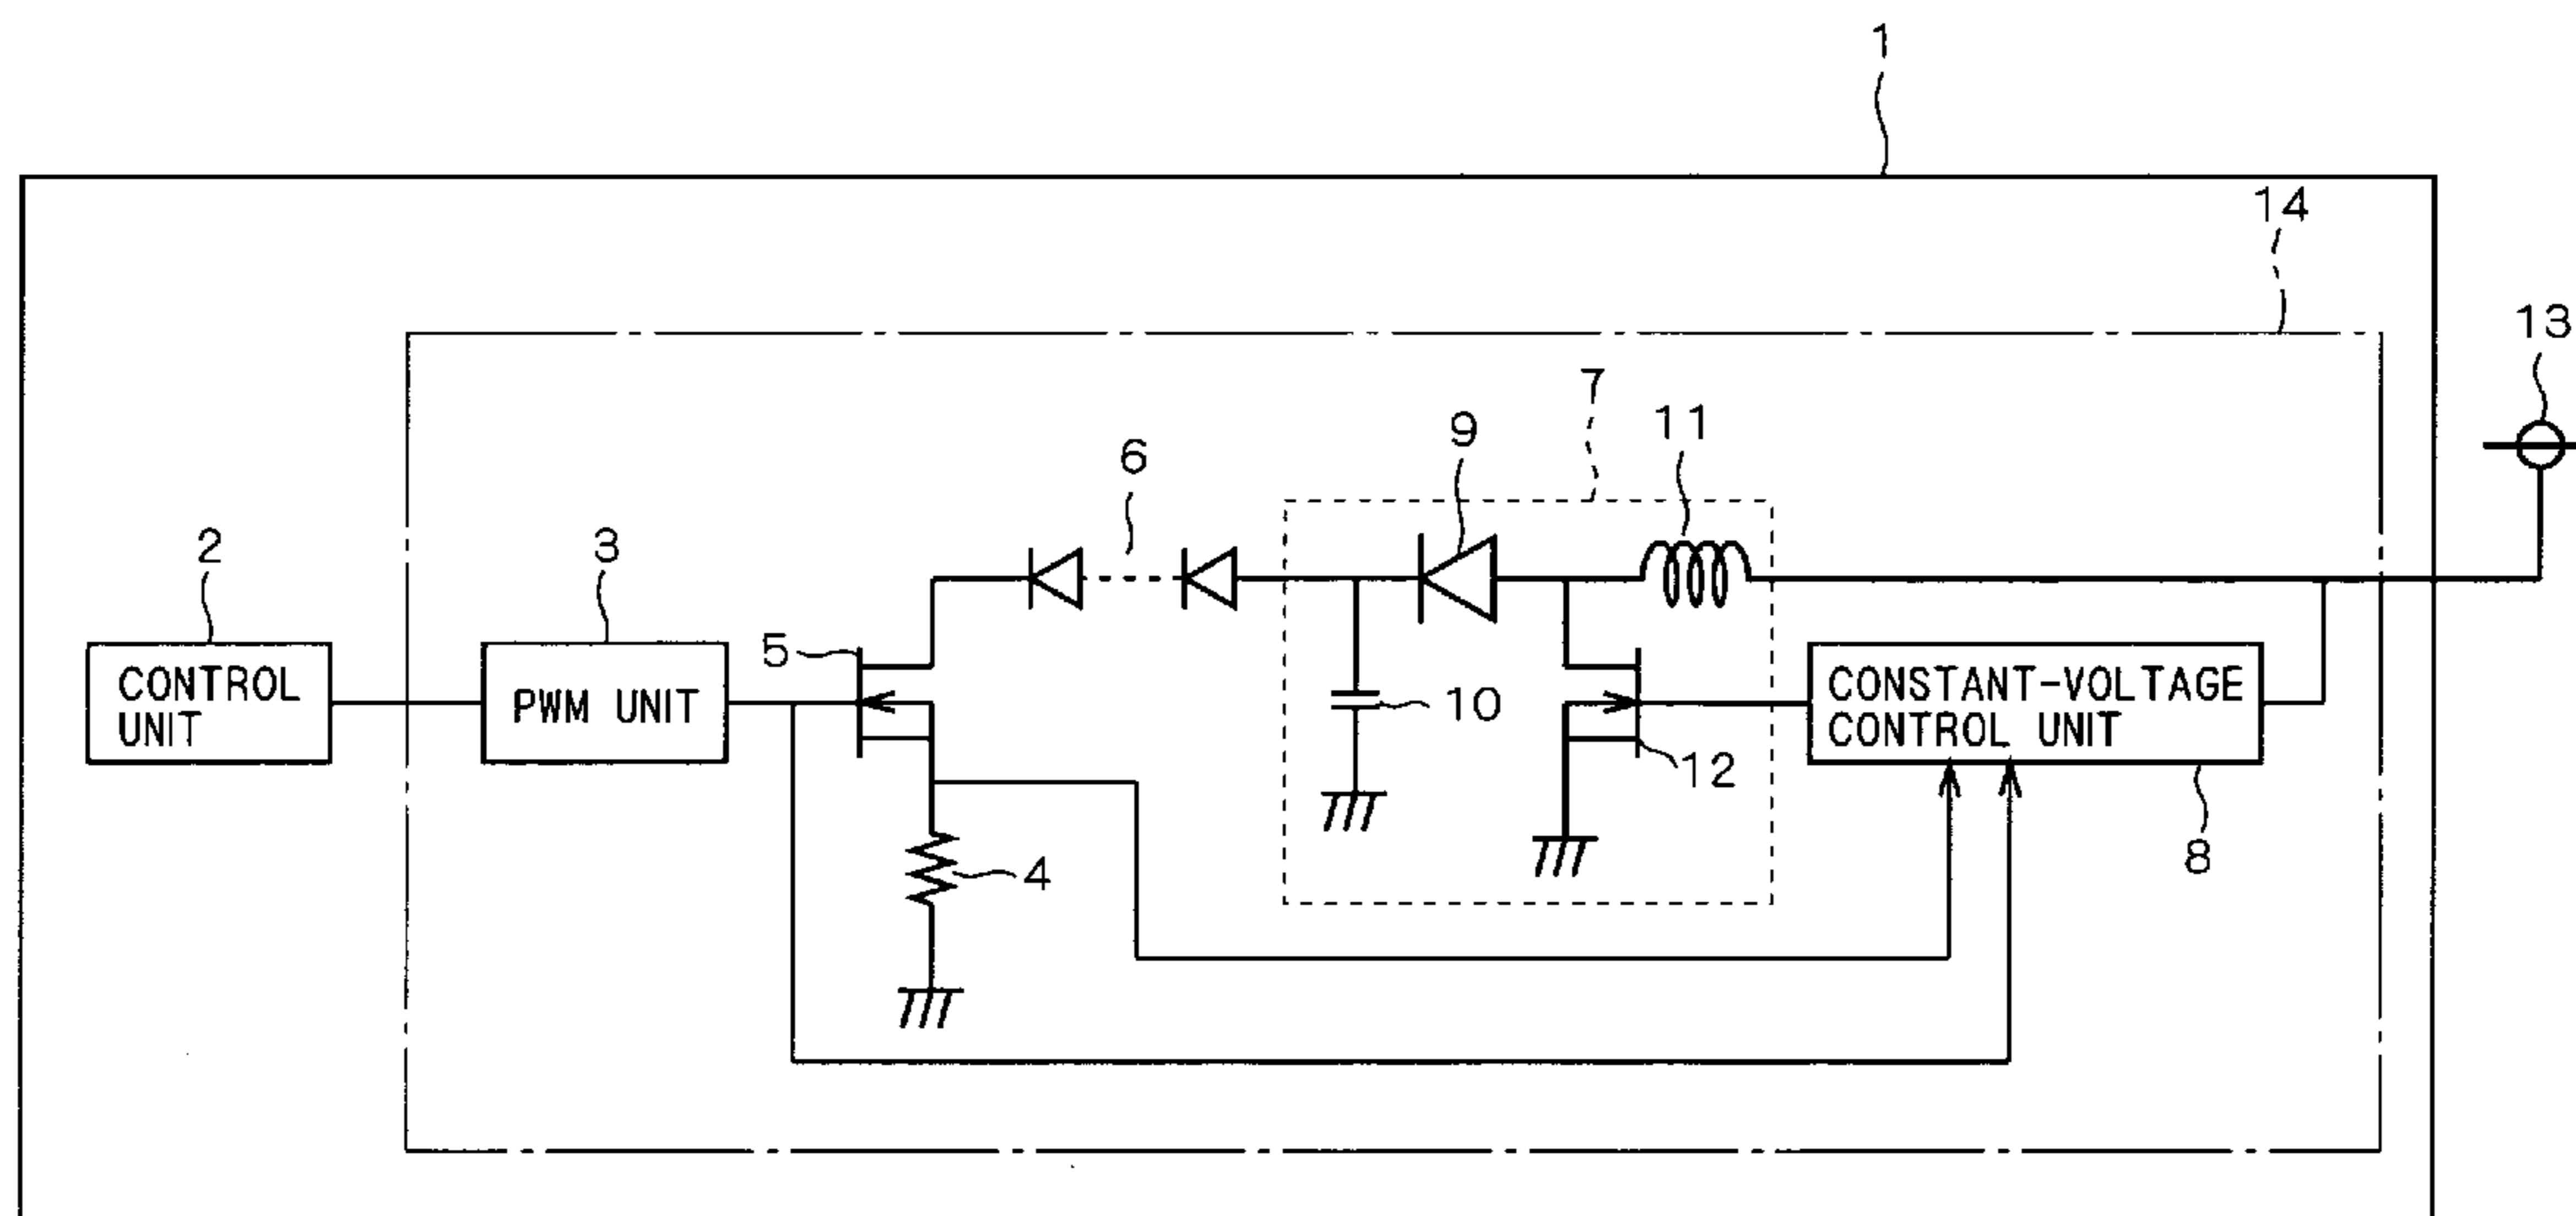 1
14
13
7
11
9
6
2
3
5
CONTROL
UNIT
PWM UNIT
10
CONSTANT-VOLTAGE
CONTROL UNIT
12
4
8